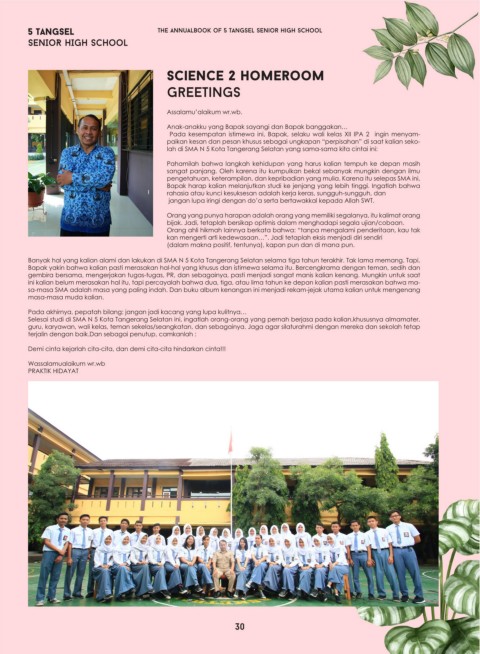 5 TANGSEL
SENIOR HIGH SCHOOL
THE ANNUALBOOK OF 5 TANGSEL SENIOR HIGH SCHOOL
SCIENCE 2 HOMEROOM
GREETINGS
Assalamu'alaikum wr.wb.
Anak-anakku yang Bapak sayangi dan Bapak banggakan…
Pada kesempatan istimewa ini, Bapak, selaku wali kelas XII IPA 2 ingin menyam-
paikan kesan dan pesan khusus sebagai ungkapan "perpisahan" di saat kalian seko-
lah di SMA N 5 Kota Tangerang Selatan yang sama-sama kita cintai ini:
Pahamilah bahwa langkah kehidupan yang harus kalian tempuh ke depan masih
sangat panjang. Oleh karena itu kumpulkan bekal sebanyak mungkin dengan ilmu
pengetahuan, keterampilan, dan kepribadian yang mulia. Karena itu selepas SMA ini,
Bapak harap kalian melanjutkan studi ke jenjang yang lebih tinggi. Ingatlah bahwa
rahasia atau kunci kesuksesan adalah kerja keras, sungguh-sungguh, dan
jangan lupa iringi dengan do'a serta bertawakkal kepada Allah SWT.
Orang yang punya harapan adalah orang yang memiliki segalanya, itu kalimat orang
bijak. Jadi, tetaplah bersikap optimis dalam menghadapi segala ujian/cobaan.
Orang ahli hikmah lainnya berkata bahwa: "tanpa mengalami penderitaan, kau tak
kan mengerti arti kedewasaan…". Jadi tetaplah eksis menjadi diri sendiri
(dalam makna positif, tentunya), kapan pun dan di mana pun.
Banyak hal yang kalian alami dan lakukan di SMA N 5 Kota Tangerang Selatan selama tiga tahun terakhir. Tak lama memang. Tapi,
Bapak yakin bahwa kalian pasti merasakan hal-hal yang khusus dan istimewa selama itu. Bercengkrama dengan teman, sedih dan
gembira bersama, mengerjakan tugas-tugas, PR, dan sebagainya, pasti menjadi sangat manis kalian kenang. Mungkin untuk saat
ini kalian belum merasakan hal itu, tapi percayalah bahwa dua, tiga, atau lima tahun ke depan kalian pasti merasakan bahwa ma-
sa-masa SMA adalah masa yang paling indah. Dan buku album kenangan ini menjadi rekam-jejak utama kalian untuk mengenang
masa-masa muda kalian.
Pada akhirnya, pepatah bilang: jangan jadi kacang yang lupa kulitnya…
Selesai studi di SMA N 5 Kota Tangerang Selatan ini, ingatlah orang-orang yang pernah berjasa pada kalian,khususnya almamater,
guru, karyawan, wali kelas, teman sekelas/seangkatan, dan sebagainya. Jaga agar silaturahmi dengan mereka dan sekolah tetap
terjalin dengan baik.Dan sebagai penutup, camkanlah :
Demi cinta kejarlah cita-cita, dan demi cita-cita hindarkan cinta!!!
Wassalamualaikum wr.wb
PRAKTIK HIDAYAT
30